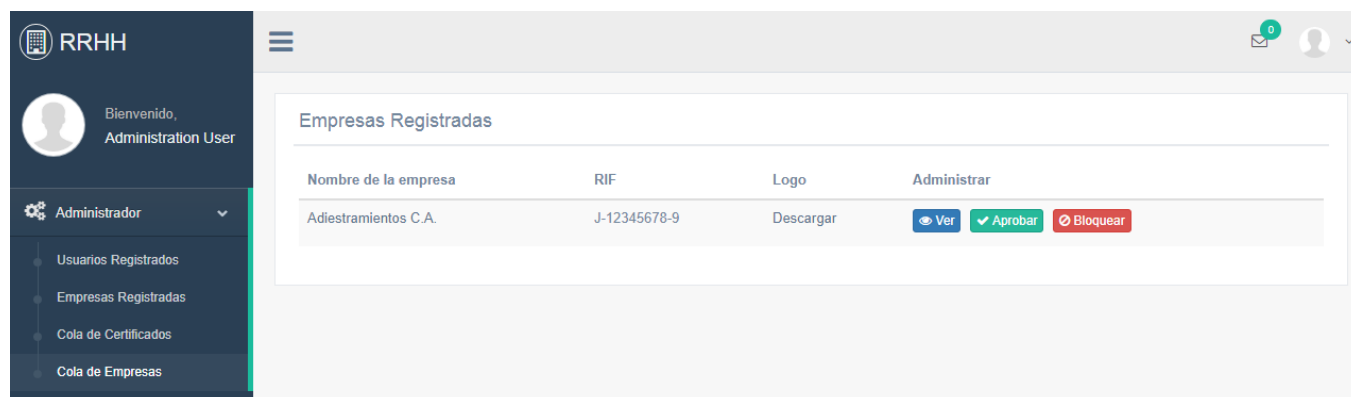 RRHH
0
Bienvenido,
Administration User
Administrador
Usuarios Registrados
Empresas Registradas
Cola de Certificados
Cola de Empresas
Empresas Registradas
Nombre de la empresa RIF Logo Administrar
Adiestramientos C.A. J-12345678-9 Descargar Ver Aprobar Bloquear